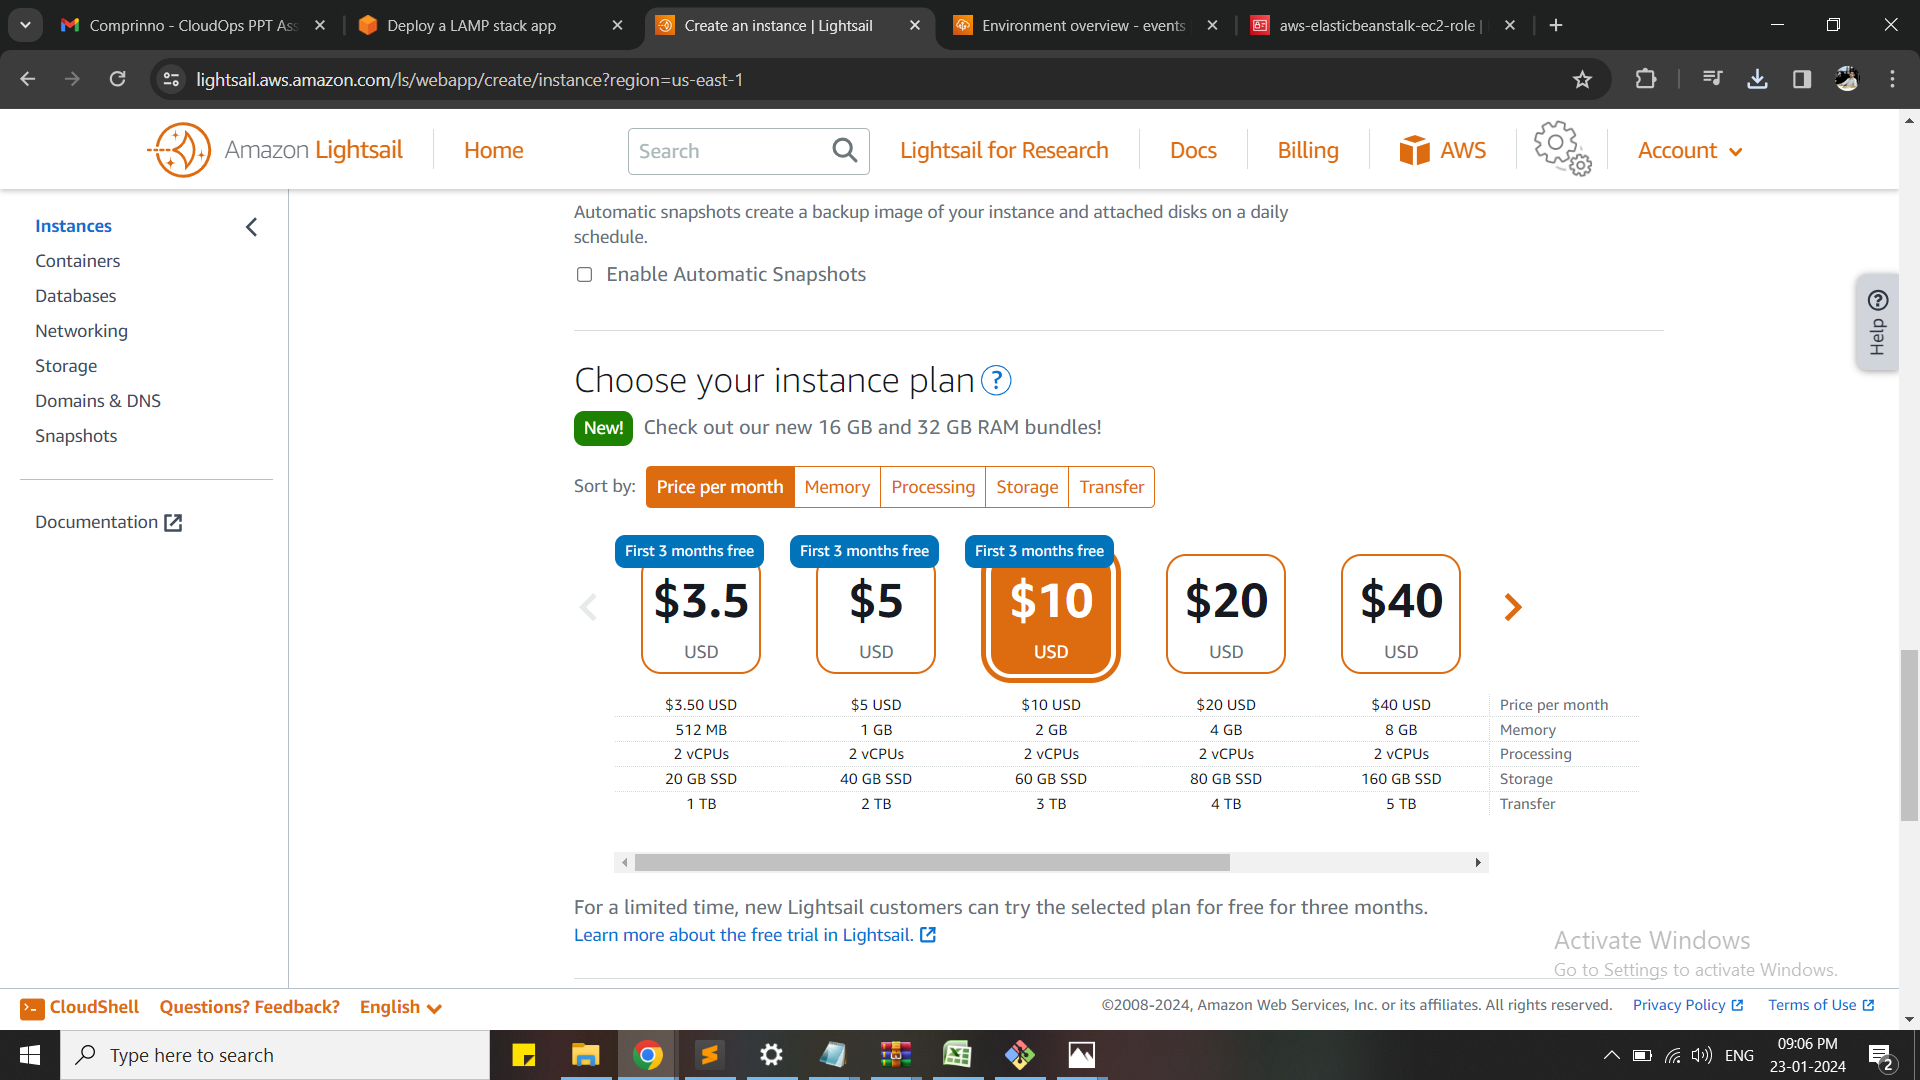 Comprinno - CloudOps PPT Ass
Deploy a LAMP stack app
Create an instance | Lightsail
Environment overview - events
aws-elasticbeanstalk-ec2-role |
lightsail.aws.amazon.com/ls/webapp/create/instance?region=us-east-1
Amazon Lightsail
Home
Search
Lightsail for Research
Docs
Billing
AWS
Account
Instances
Containers
Databases
Networking
Storage
Domains & DNS
Snapshots
Documentation
Automatic snapshots create a backup image of your instance and attached disks on a daily
schedule.
Enable Automatic Snapshots
Help
Choose your instance plan ?
New! Check out our new 16 GB and 32 GB RAM bundles!
Sort by: Price per month Memory Processing Storage Transfer
First 3 months free First 3 months free First 3 months free
$3.5 $5 $10 $20 $40
USD USD USD USD USD
$3.50 USD $5 USD $10 USD $20 USD $40 USD Price per month
512 MB 1 GB 2 GB 4 GB 8 GB Memory
2 vCPUs 2 vCPUs 2 vCPUs 2 vCPUs 2 vCPUs Processing
20 GB SSD 40 GB SSD 60 GB SSD 80 GB SSD 160 GB SSD Storage
1 TB 2 TB 3 TB 4 TB 5 TB Transfer
For a limited time, new Lightsail customers can try the selected plan for free for three months.
Learn more about the free trial in Lightsail.
Activate Windows
Go to Settings to activate Windows.
CloudShell Questions? Feedback? English
©2008-2024, Amazon Web Services, Inc. or its affiliates. All rights reserved. Privacy Policy Terms of Use
Type here to search
ENG
09:06 PM
23-01-2024
2